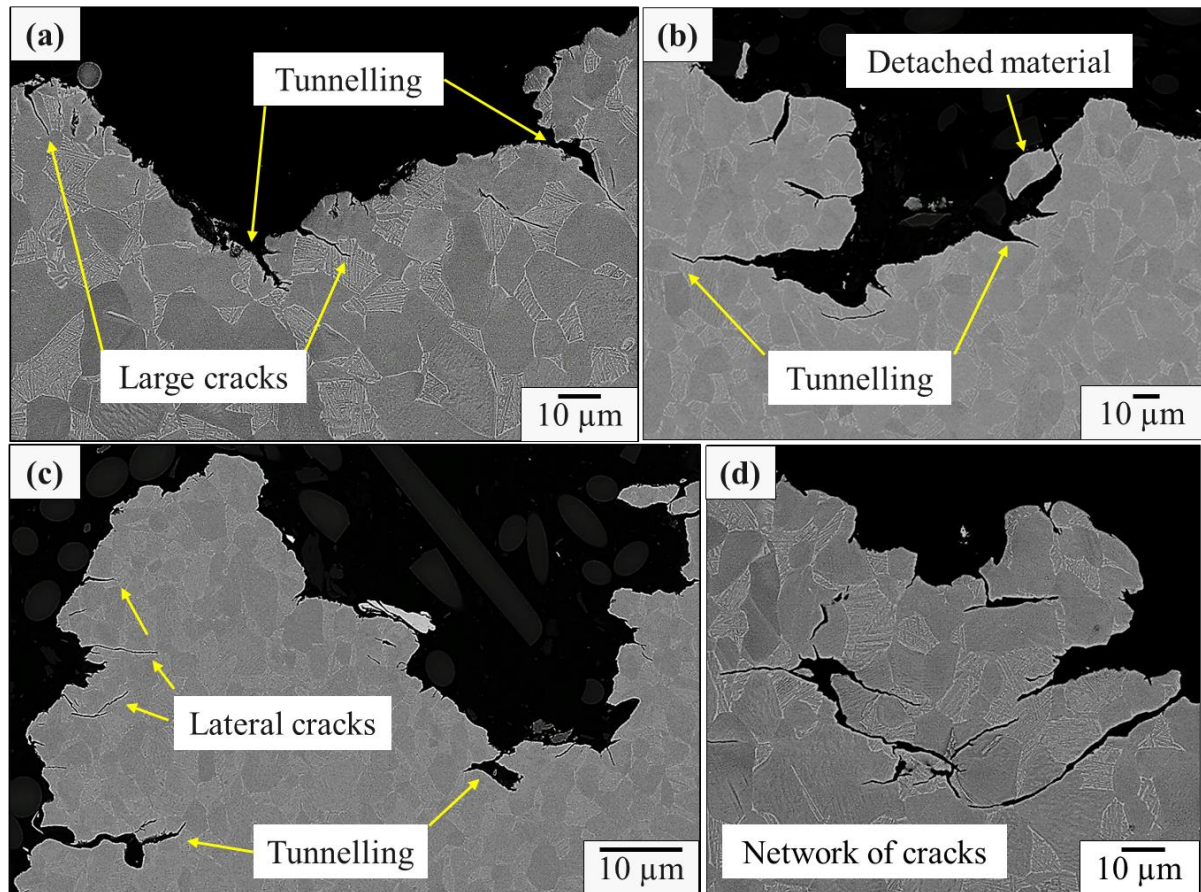 (a)
Tunnelling
Large cracks
10 µm
(b)
Detached material
Tunnelling
10 µm
(c)
Lateral cracks
Tunnelling
10 µm
(d)
Network of cracks
10 µm